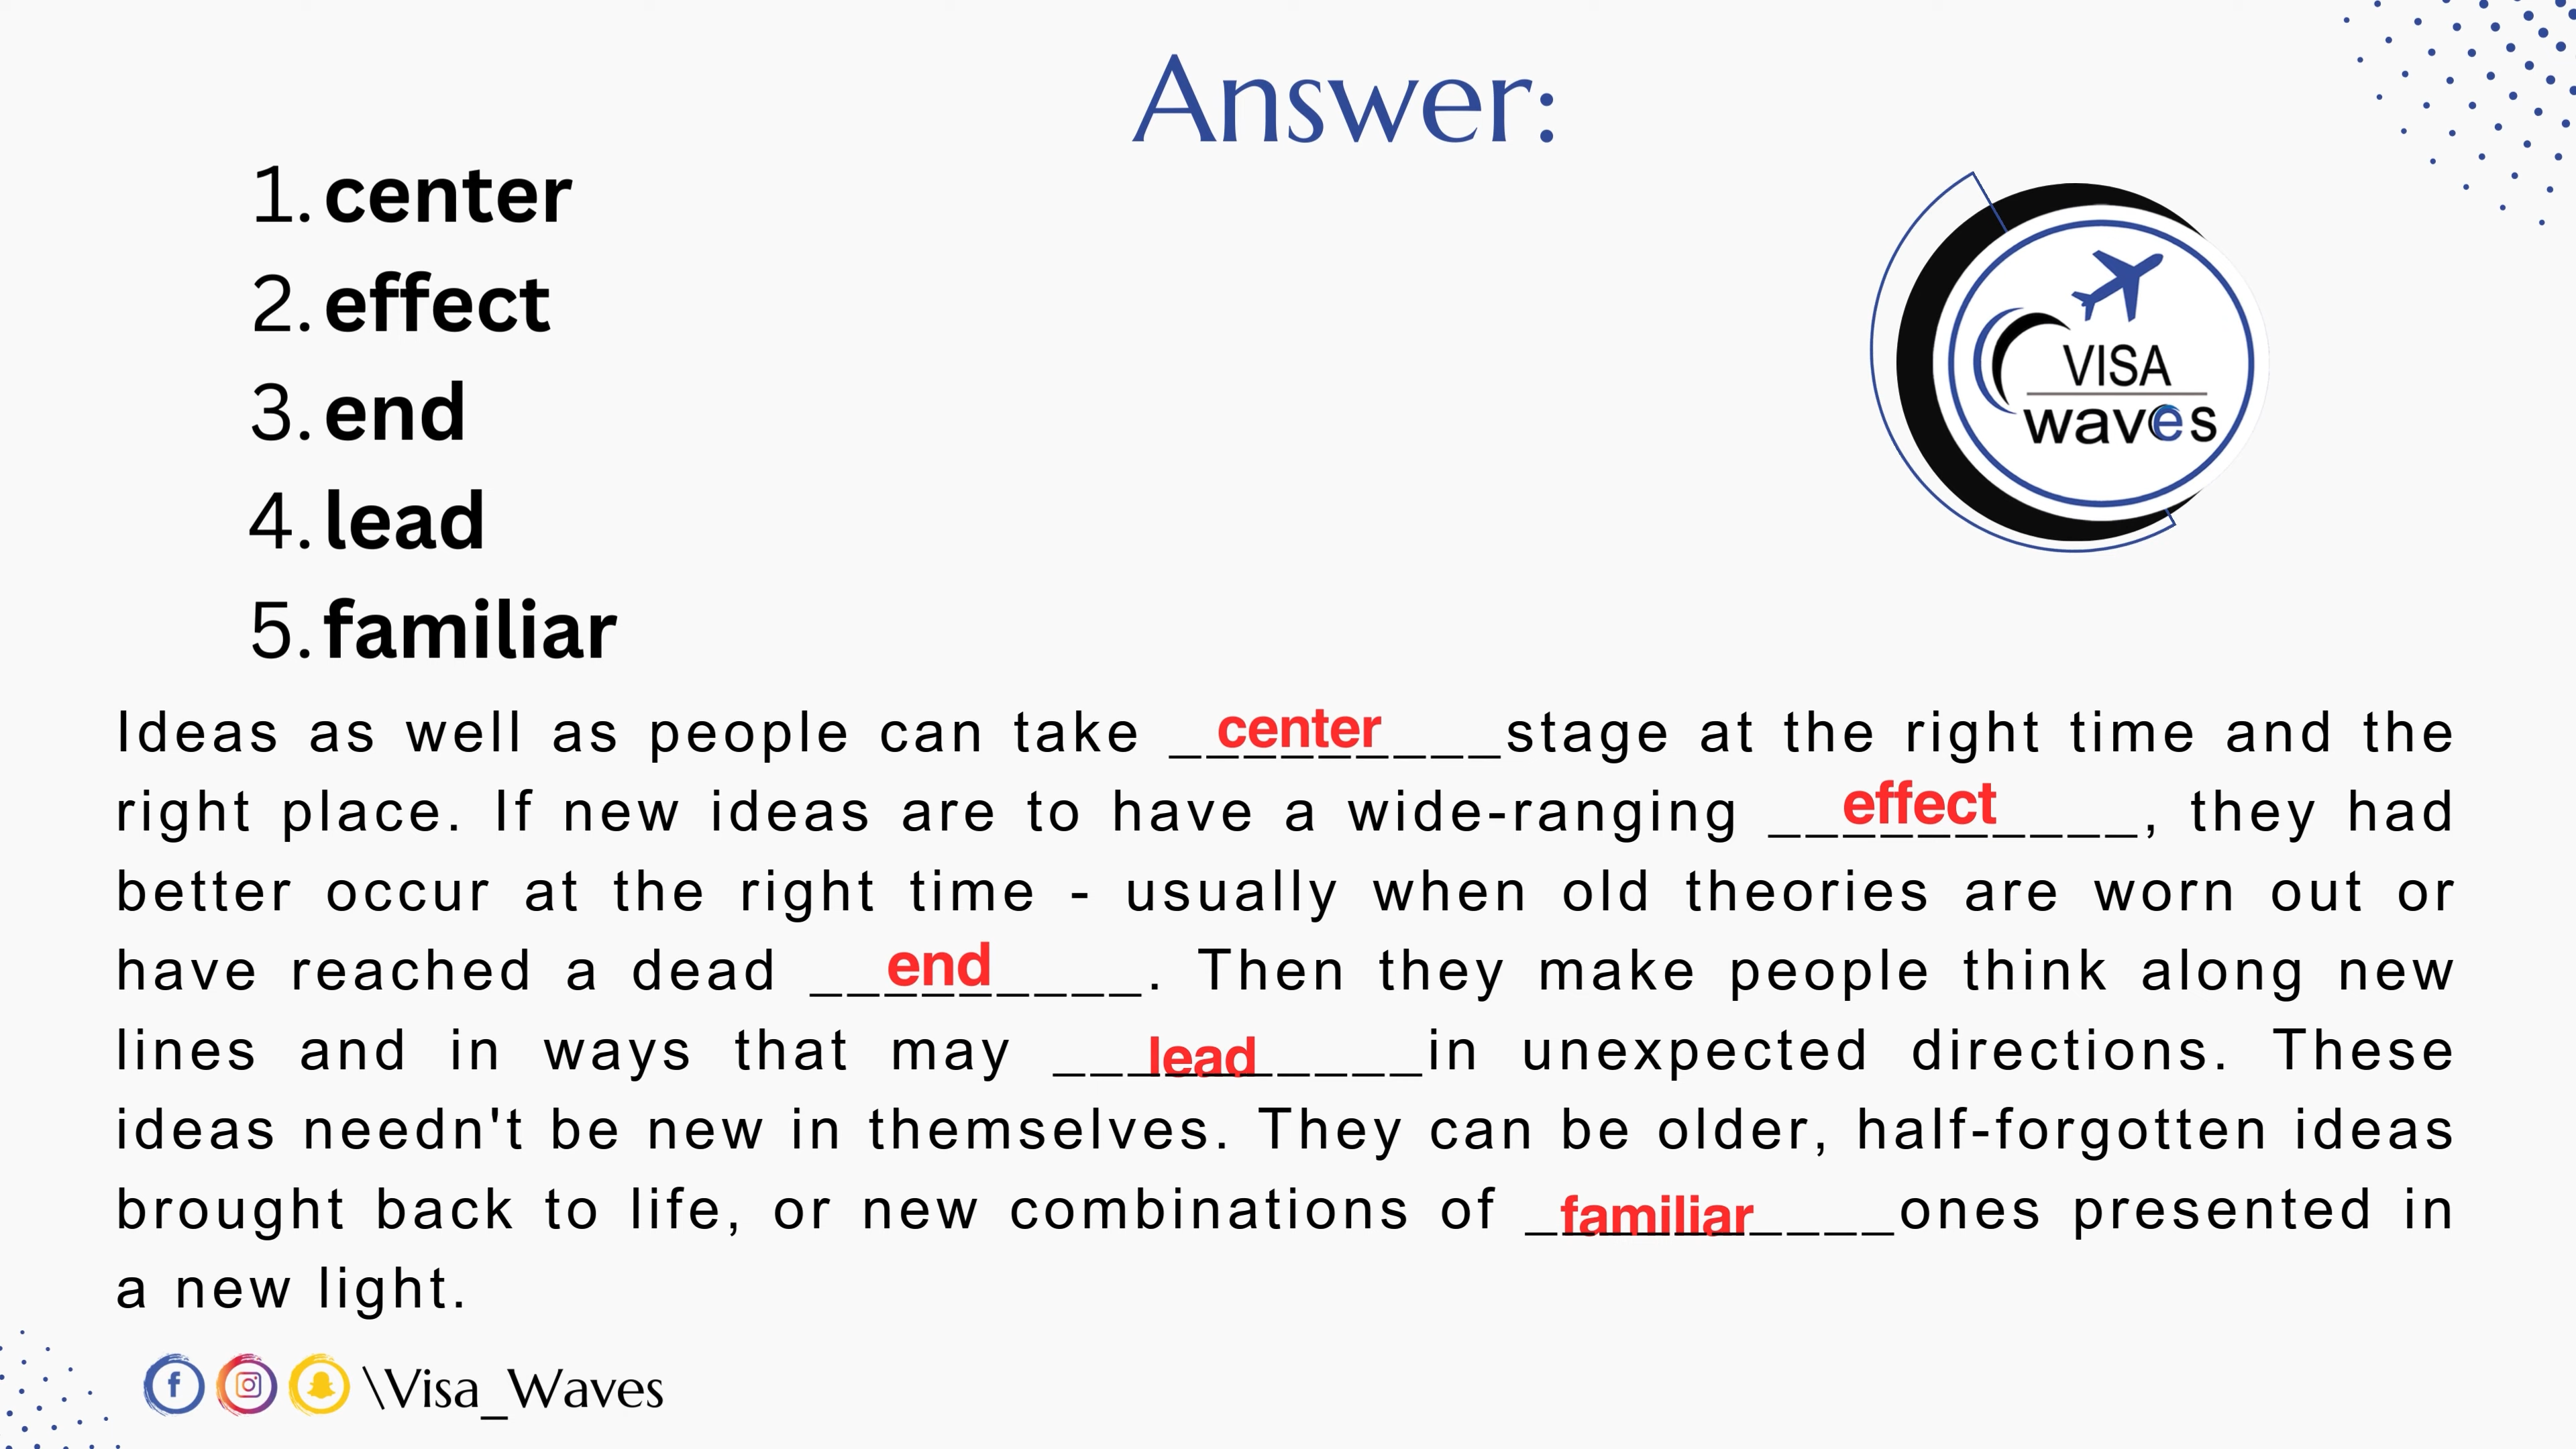 Answer:
1. center
2. effect
3. end
4. lead
5. familiar
VISA
waves
Ideas as well as people can take _center________stage at the right time and the
right place. If new ideas are to have a wide-ranging __effect________, they had
better occur at the right time - usually when old theories are worn out or
have reached a dead __end_______. Then they make people think along new
lines and in ways that may __lead________in unexpected directions. These
ideas needn't be new in themselves. They can be older, half-forgotten ideas
brought back to life, or new combinations of _familiar____ones presented in
a new light.
\Visa_Waves